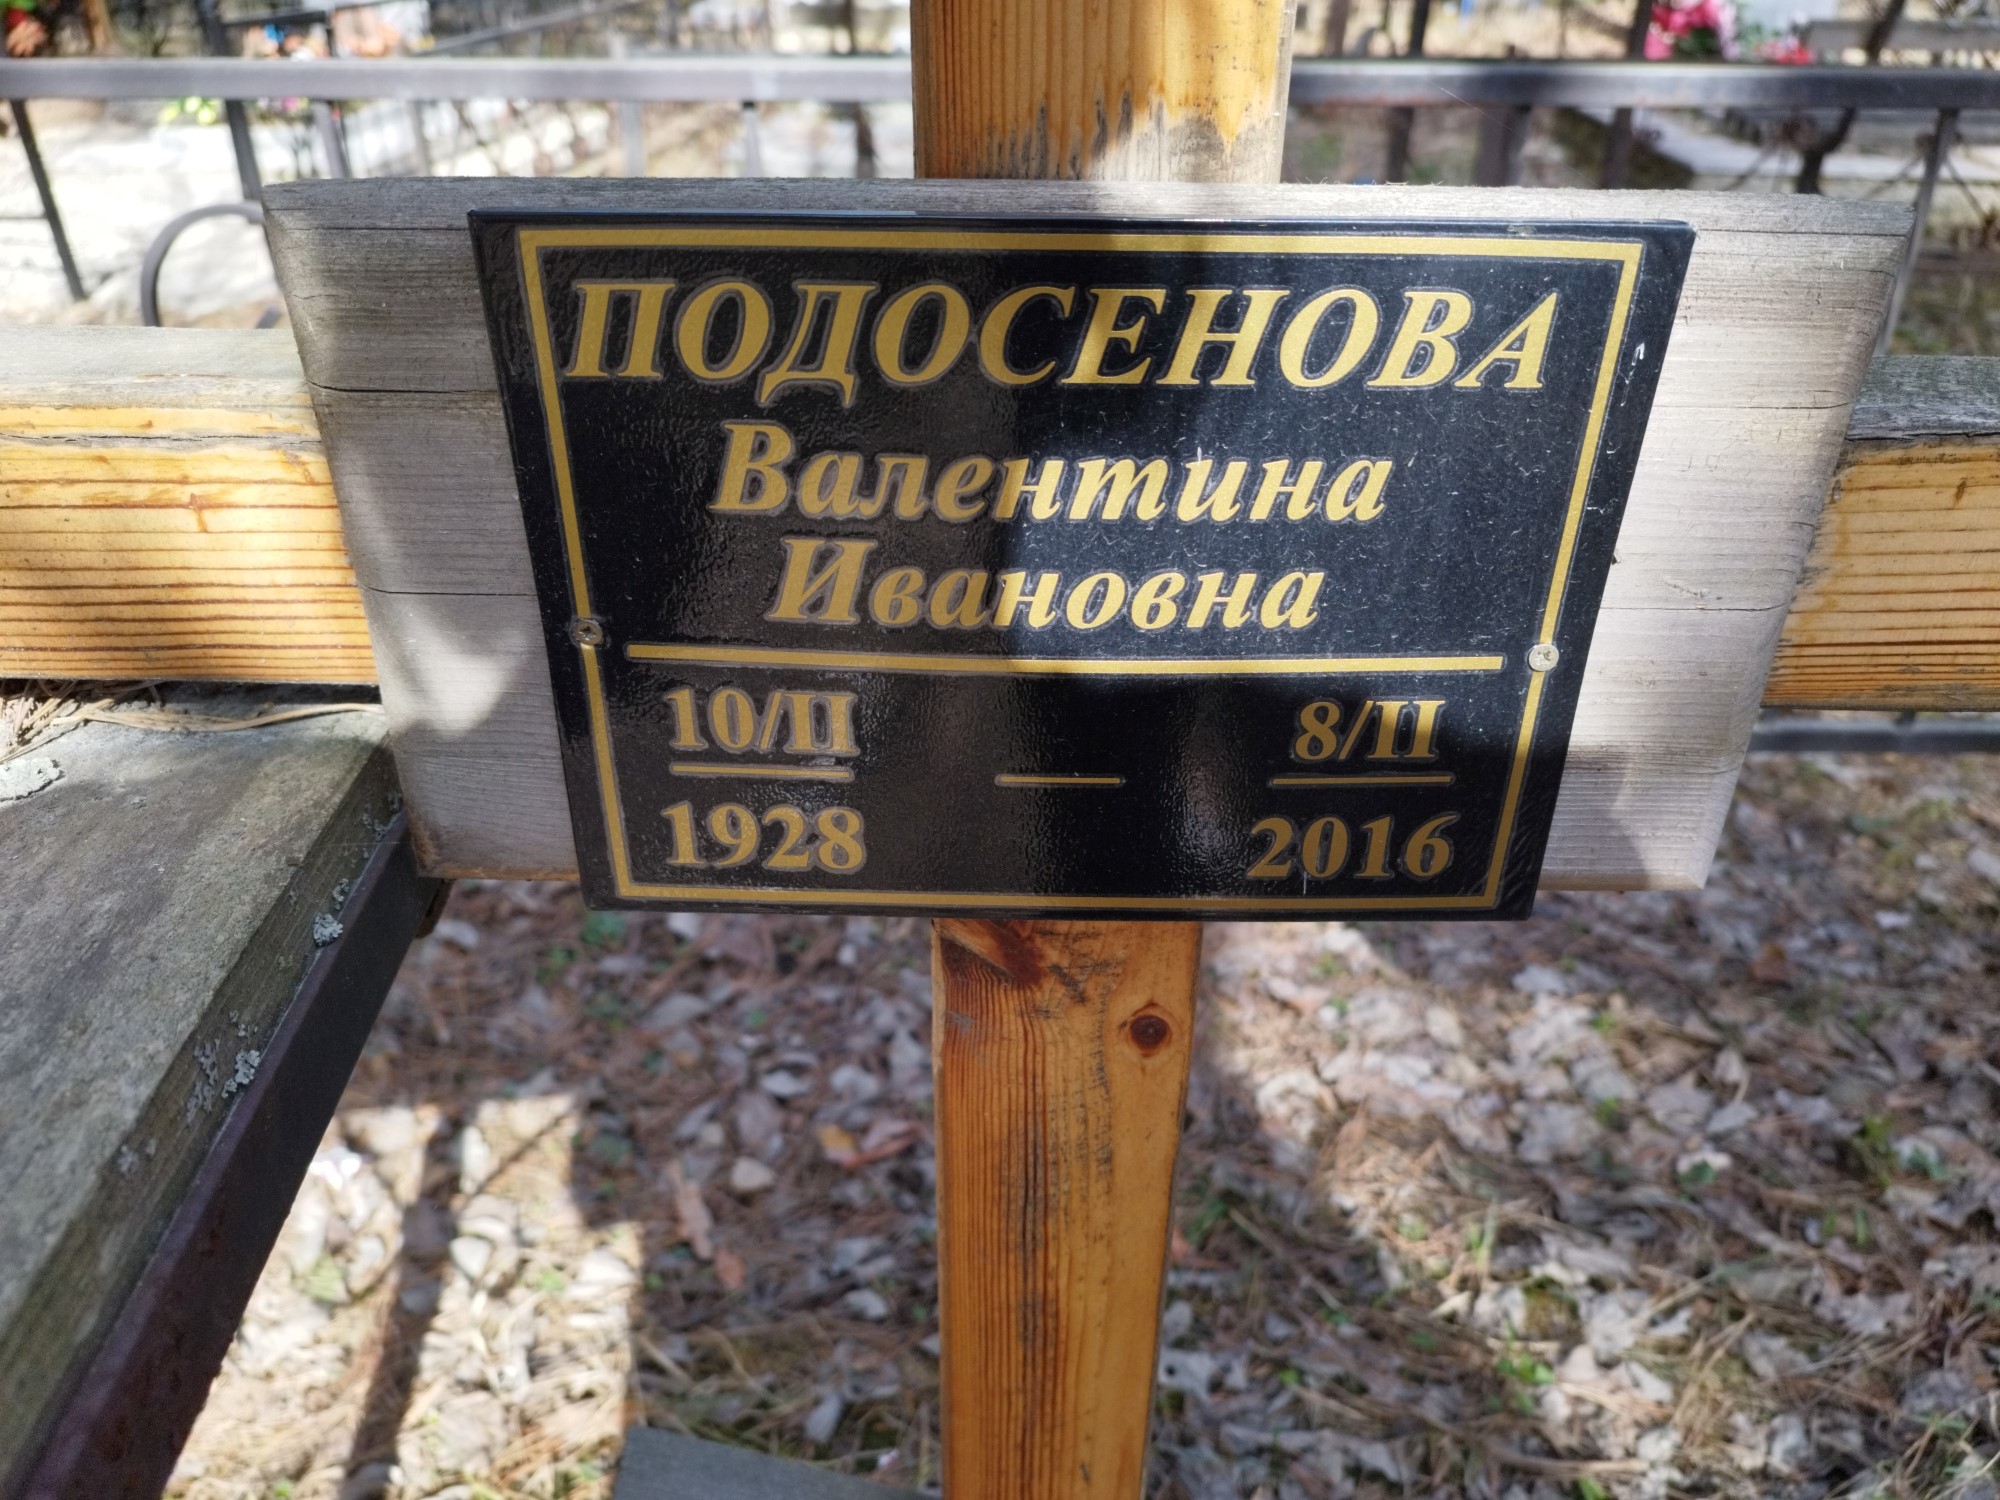 ПОДОСЕНОВА
Валентина
Ивановна
10/II 8/II
1928 — 2016